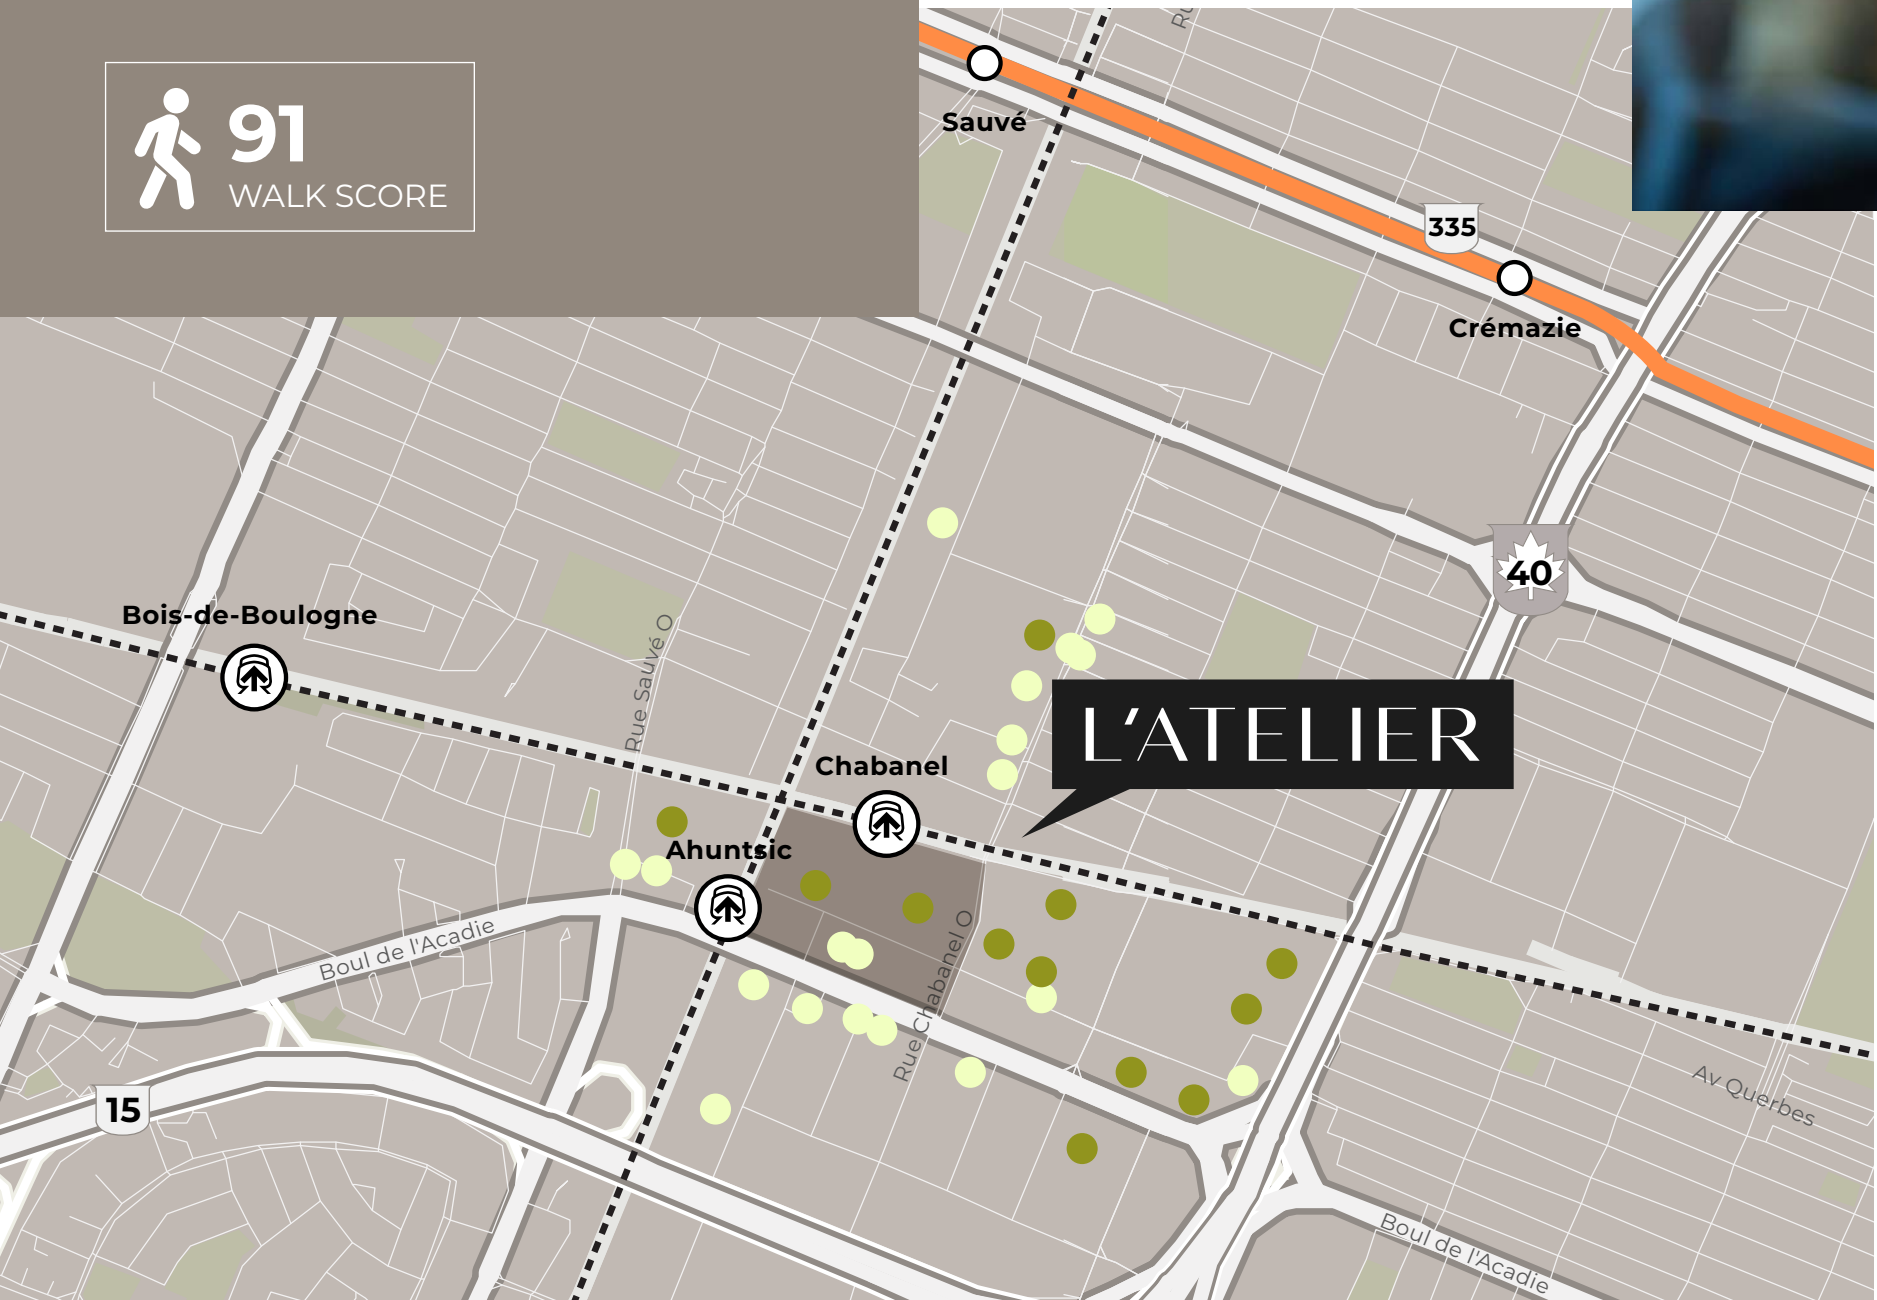 91
WALK SCORE
Ru
Sauvé
335
Crémazie
40
Bois-de-Boulogne
Rue Sauvé O
L'ATELIER
Chabanel
Ahuntsic
Boul de l'Acadie
Rue Chabanel O
15
Av Querbes
Boul de l'Acadie